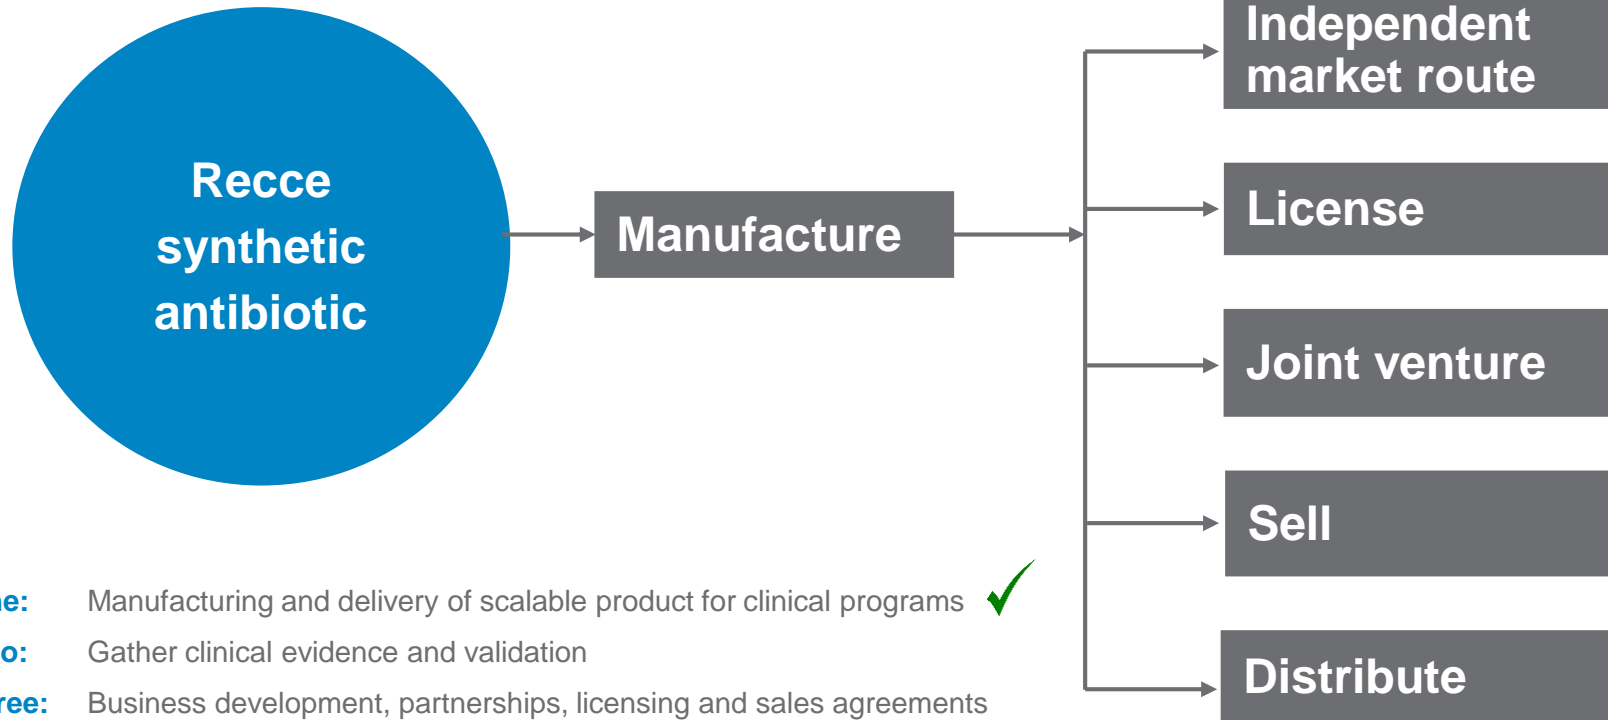 Recce
synthetic
antibiotic
Manufacture
Independent
market route
License
Joint venture
Sell
Distribute
Manufacturing and delivery of scalable product for clinical programs
Gather clinical evidence and validation
Business development, partnerships, licensing and sales agreements